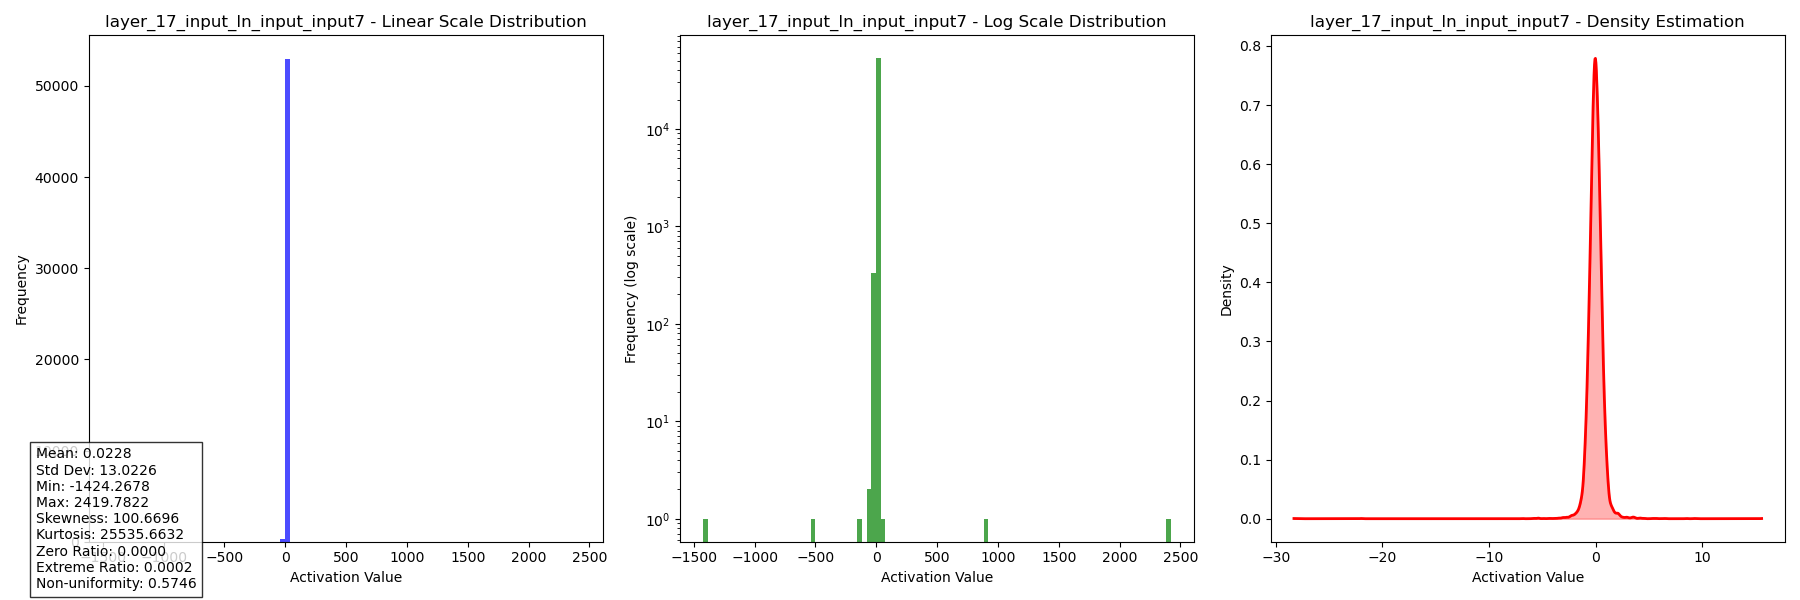 layer_17_input_ln_input_input7 - Linear Scale Distribution
Frequency
50000
40000
30000
20000
−500
0
500
1000
1500
2000
2500
Activation Value
Mean: 0.0228
Std Dev: 13.0226
Min: -1424.2678
Max: 2419.7822
Skewness: 100.6696
Kurtosis: 25535.6632
Zero Ratio: 0.0000
Extreme Ratio: 0.0002
Non-uniformity: 0.5746
layer_17_input_ln_input_input7 - Log Scale Distribution
Frequency (log scale)
10⁴
10³
10²
10¹
10⁰
−1500
−1000
−500
0
500
1000
1500
2000
2500
Activation Value
layer_17_input_ln_input_input7 - Density Estimation
Density
0.8
0.7
0.6
0.5
0.4
0.3
0.2
0.1
0.0
−30
−20
−10
0
10
Activation Value